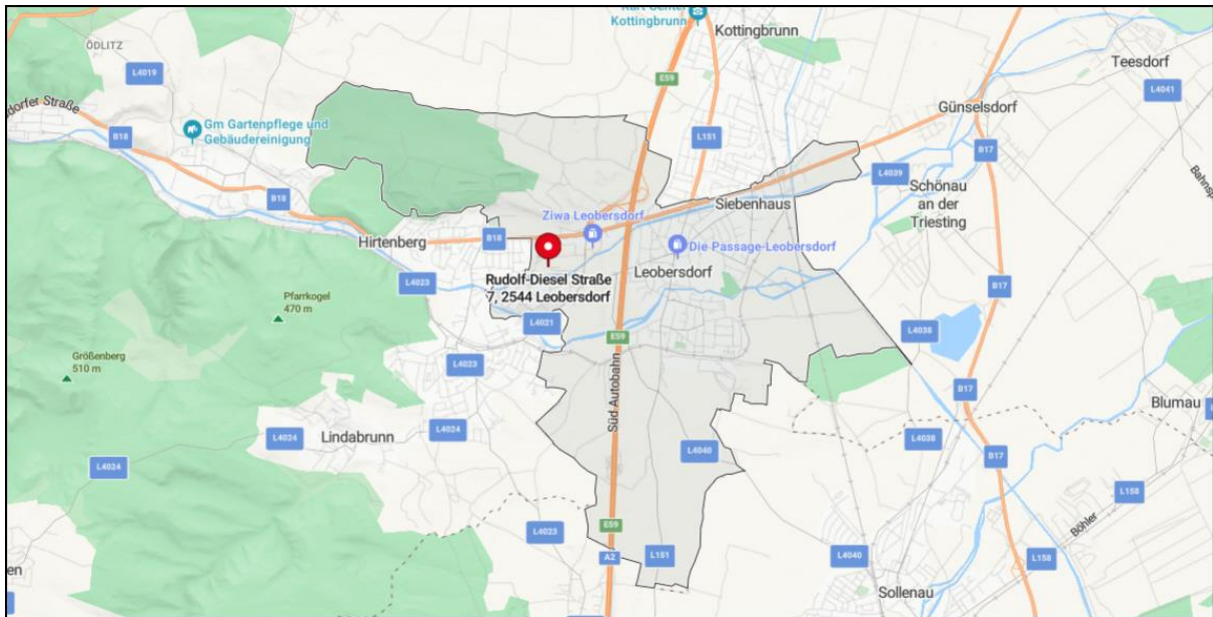 Kart Center
Kottingbrunn
Kottingbrunn
ÖDLITZ
L4019
Teesdorf
E59
L4041
dorfer Straße
Günselsdorf
Gm Gartenpflege und
Gebäudereinigung
B18
L151
B17
L4039
Schönau
an der
Triesting
B18
Siebenhaus
Ziwa Leobersdorf
Hirtenberg
B18
Die Passage-Leobersdorf
Rudolf-Diesel Straße
7, 2544 Leobersdorf
Leobersdorf
L4023
B17
Pfarrkogel
470 m
L4021
E59
L4038
Größenberg
510 m
L4023
Süd Autobahn
B17
Blumau
L4024
Lindabrunn
L4024
L4038
L4040
B17
L4024
L158
E59
L4023
Böhler
A2
L151
L4040
L158
en
Sollenau